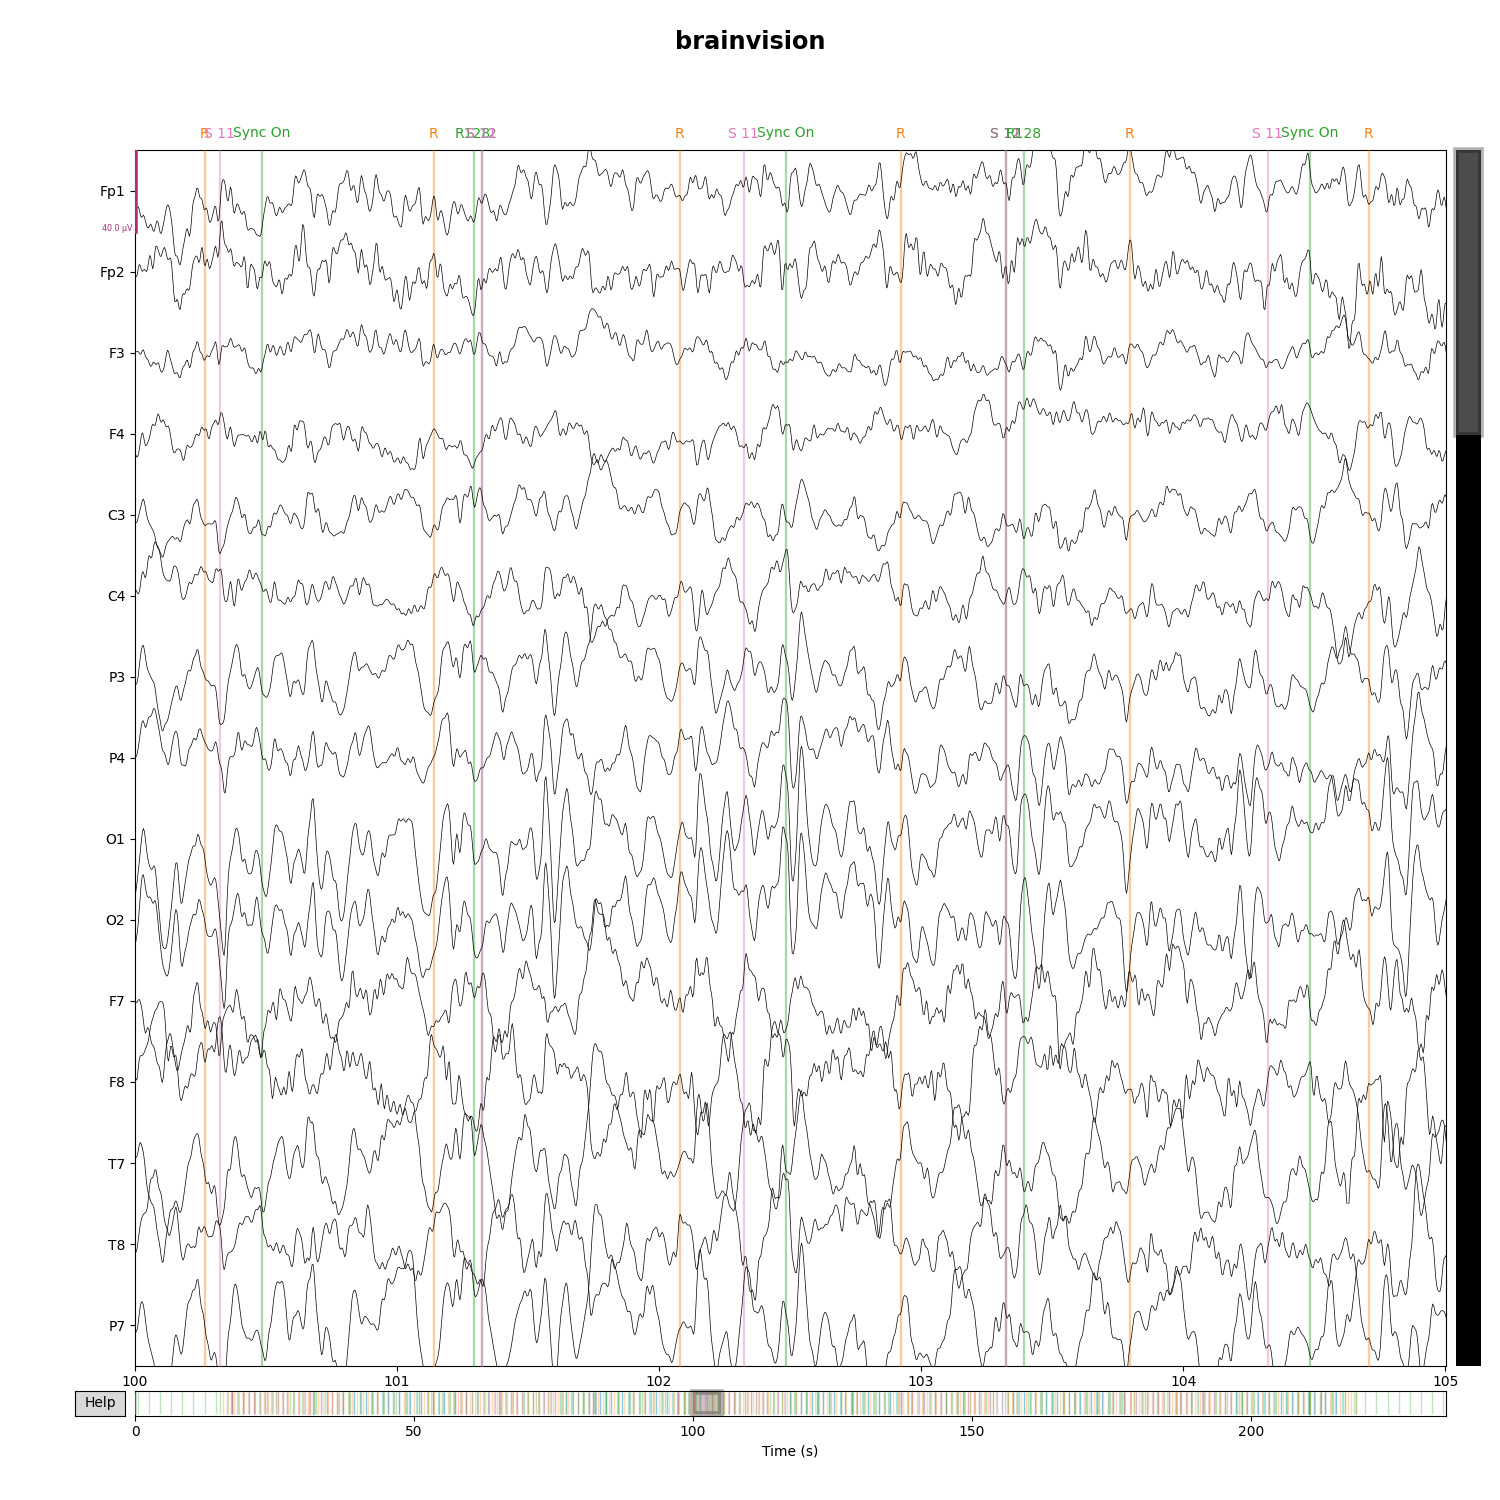 brainvision
R S 11 Sync On R R128 S 12 R S 11 Sync On R S 12 R128 R S 11 Sync On R
Fp1
40.0 µV
Fp2
F3
F4
C3
C4
P3
P4
O1
O2
F7
F8
T7
T8
P7
100 101 102 103 104 105
Help
0 50 100 150 200
Time (s)